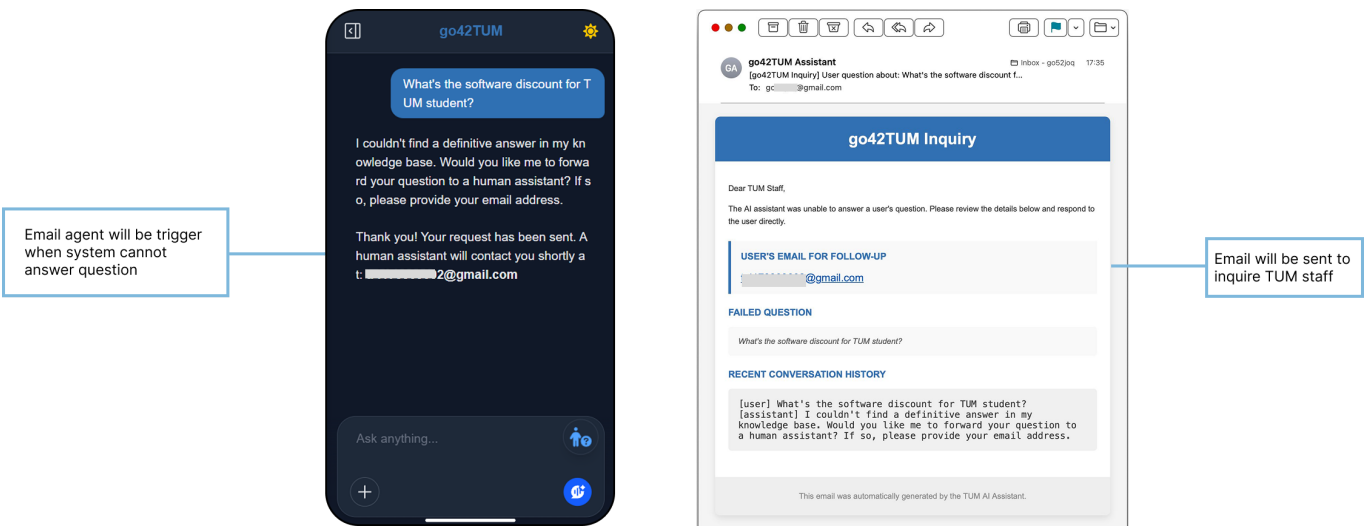 Email agent will be trigger
when system cannot
answer question
go42TUM
What's the software discount for T
UM student?
I couldn't find a definitive answer in my kn
owledge base. Would you like me to forwa
rd your question to a human assistant? If s
o, please provide your email address.
Thank you! Your request has been sent. A
human assistant will contact you shortly a
t: 2@gmail.com
Ask anything...
GA
go42TUM Assistant
Inbox - go52joq 17:35
[go42TUM Inquiry] User question about: What's the software discount f...
To: @gmail.com
go42TUM Inquiry
Dear TUM Staff,
The AI assistant was unable to answer a user's question. Please review the details below and respond to
the user directly.
USER'S EMAIL FOR FOLLOW-UP
@gmail.com
FAILED QUESTION
What's the software discount for TUM student?
RECENT CONVERSATION HISTORY
[user] What's the software discount for TUM student?
[assistant] I couldn't find a definitive answer in my
knowledge base. Would you like me to forward your question to
a human assistant? If so, please provide your email address.
This email was automatically generated by the TUM AI Assistant.
Email will be sent to
inquire TUM staff